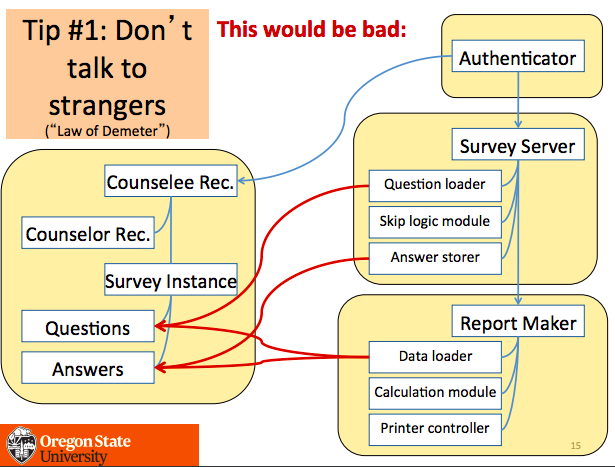 Tip #1: Don’t
talk to
strangers
(“Law of Demeter”)
This would be bad:
Authenticator
Survey Server
Question loader
Skip logic module
Answer storer
Counselee Rec.
Counselor Rec.
Survey Instance
Questions
Answers
Report Maker
Data loader
Calculation module
Printer controller
Oregon State
University
15